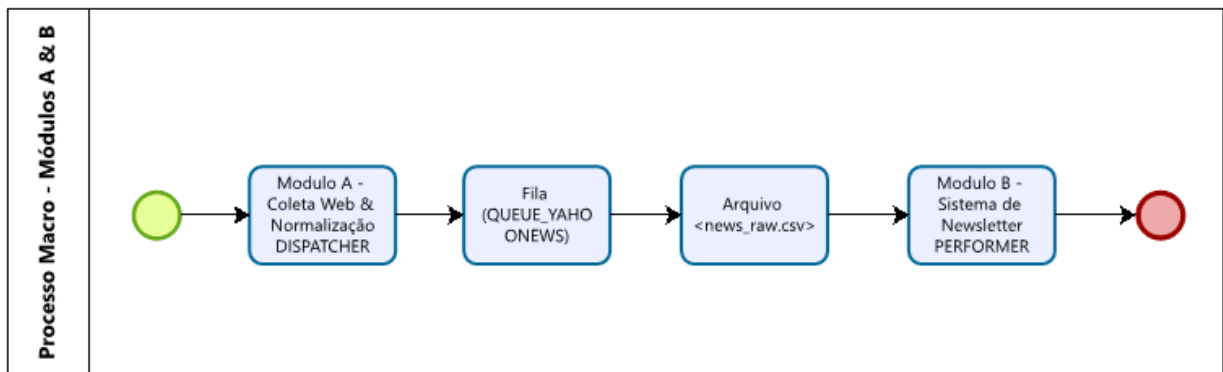 Processo Macro - Módulos A & B
Modulo A -
Coleta Web &
Normalização
DISPATCHER
Fila
(QUEUE_YAHO
ONEWS)
Arquivo
<news_raw.csv>
Modulo B -
Sistema de
Newsletter
PERFORMER